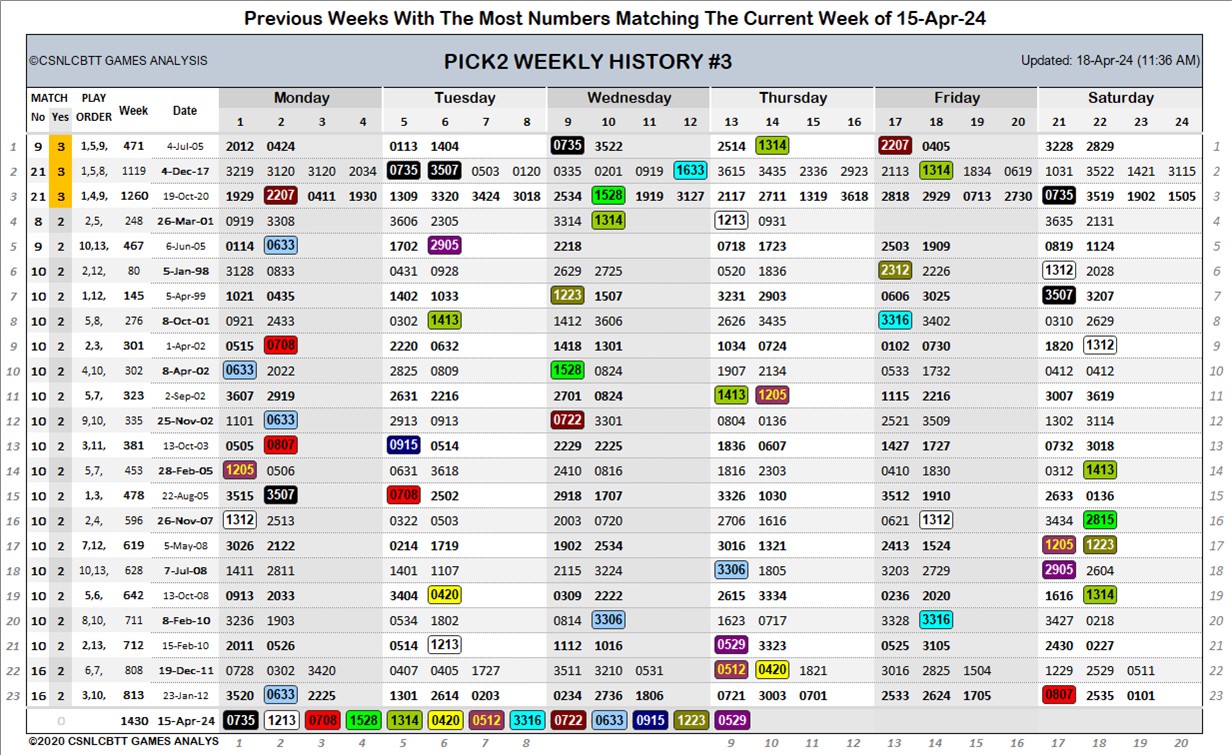 Previous Weeks With The Most Numbers Matching The Current Week of 15-Apr-24
©CSNLCBTT GAMES ANALYSIS PICK2 WEEKLY HISTORY #3 Updated: 18-Apr-24 (11:36 AM)
MATCH PLAY Week Date Monday Tuesday Wednesday Thursday Friday Saturday
No Yes ORDER 1 2 3 4 5 6 7 8 9 10 11 12 13 14 15 16 17 18 19 20 21 22 23 24
1 9 3 1,5,9, 471 4-Jul-05 2012 0424 0113 1404 0735 3522 2514 1314 2207 0405 3228 2829 1
2 21 3 1,5,8, 1119 4-Dec-17 3219 3120 3120 2034 0735 3507 0503 0120 0335 0201 0919 1633 3615 3435 2336 2923 2113 1314 1834 0619 1031 3522 1421 3115 2
3 21 3 1,4,9, 1260 19-Oct-20 1929 2207 0411 1930 1309 3320 3424 3018 2534 1528 1919 3127 2117 2711 1319 3618 2818 2929 0713 2730 0735 3519 1902 1505 3
4 8 2 2,5, 248 26-Mar-01 0919 3308 3606 2305 3314 1314 1213 0931 3635 2131 4
5 9 2 10,13, 467 6-Jun-05 0114 0633 1702 2905 2218 0718 1723 2503 1909 0819 1124 5
6 10 2 2,12, 80 5-Jan-98 3128 0833 0431 0928 2629 2725 0520 1836 2312 2226 1312 2028 6
7 10 2 1,12, 145 5-Apr-99 1021 0435 1402 1033 1223 1507 3231 2903 0606 3025 3507 3207 7
8 10 2 5,8, 276 8-Oct-01 0921 2433 0302 1413 1412 3606 2626 3435 3316 3402 0310 2629 8
9 10 2 2,3, 301 1-Apr-02 0515 0708 2220 0632 1418 1301 1034 0724 0102 0730 1820 1312 9
10 10 2 4,10, 302 8-Apr-02 0633 2022 2825 0809 1528 0824 1907 2134 0533 1732 0412 0412 10
11 10 2 5,7, 323 2-Sep-02 3607 2919 2631 2216 2701 0824 1413 1205 1115 2216 3007 3619 11
12 10 2 9,10, 335 25-Nov-02 1101 0633 2913 0913 0722 3301 0804 0136 2521 3509 1302 3114 12
13 10 2 3,11, 381 13-Oct-03 0505 0807 0915 0514 2229 2225 1836 0607 1427 1727 0732 3018 13
14 10 2 5,7, 453 28-Feb-05 1205 0506 0631 3618 2410 0816 1816 2303 0410 1830 0312 1413 14
15 10 2 1,3, 478 22-Aug-05 3515 3507 0708 2502 2918 1707 3326 1030 3512 1910 2633 0136 15
16 10 2 2,4, 596 26-Nov-07 1312 2513 0322 0503 2003 0720 2706 1616 0621 1312 3434 2815 16
17 10 2 7,12, 619 5-May-08 3026 2122 0214 1719 1902 2534 3016 1321 2413 1524 1205 1223 17
18 10 2 10,13, 628 7-Jul-08 1411 2811 1401 1107 2115 3224 3306 1805 3203 2729 2905 2604 18
19 10 2 5,6, 642 13-Oct-08 0913 2033 3404 0420 0309 2222 2615 3334 0236 2020 1616 1314 19
20 10 2 8,10, 711 8-Feb-10 3236 1903 0534 1802 0814 3306 1623 0717 3328 3316 3427 0218 20
21 10 2 2,13, 712 15-Feb-10 2011 0526 0514 1213 1112 1016 0529 3323 0525 3105 2430 0227 21
22 16 2 6,7, 808 19-Dec-11 0728 0302 3420 0407 0405 1727 3511 3210 0531 0512 0420 1821 3016 2825 1504 1229 2529 0511 22
23 16 2 3,10, 813 23-Jan-12 3520 0633 2225 1301 2614 0203 0234 2736 1806 0721 3003 0701 2533 2624 1705 0807 2535 0101 23
0 1430 15-Apr-24 0735 1213 0708 1528 1314 0420 0512 3316 0722 0633 0915 1223 0529
©2020 CSNLCBTT GAMES ANALYS 1 2 3 4 5 6 7 8 9 10 11 12 13 14 15 16 17 18 19 20